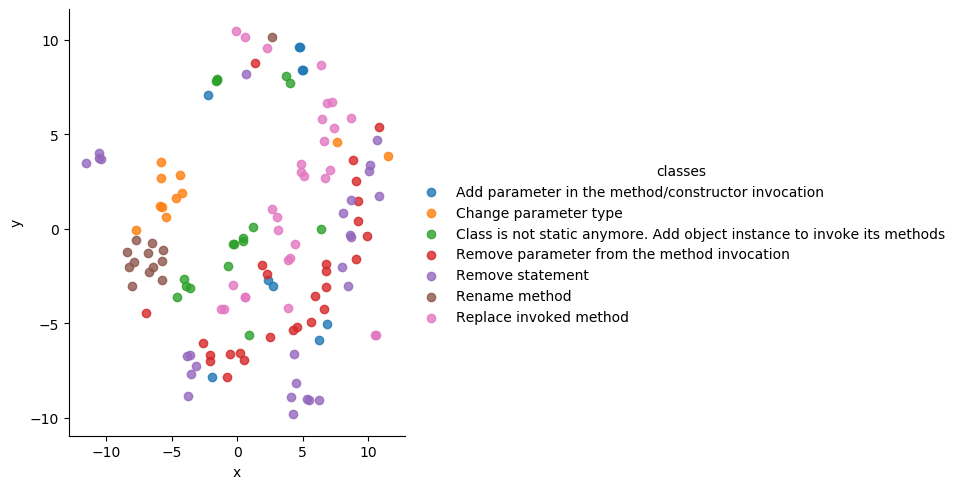 10
5
0
−5
−10
y
−10
−5
0
5
10
x
classes
Add parameter in the method/constructor invocation
Change parameter type
Class is not static anymore. Add object instance to invoke its methods
Remove parameter from the method invocation
Remove statement
Rename method
Replace invoked method